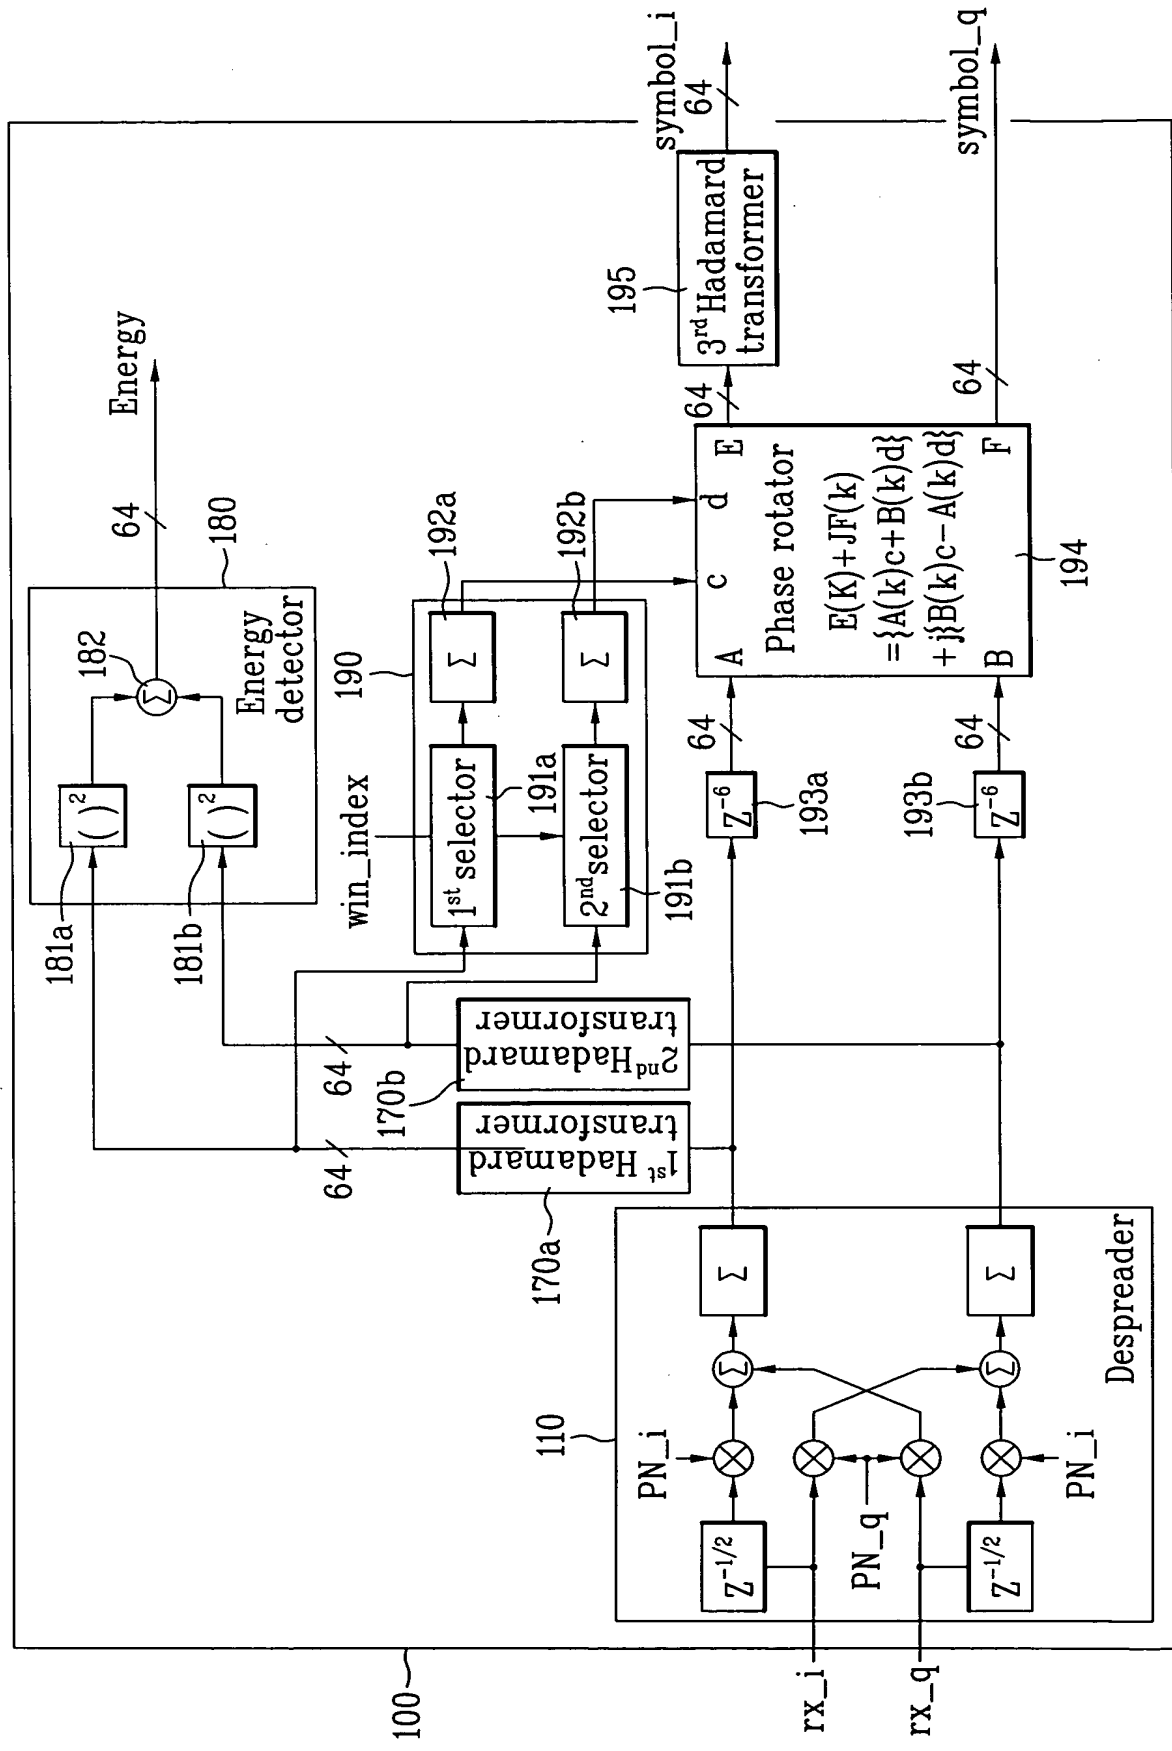 100
rx_i
rx_q
110
Z-1/2
Z-1/2
PN_i
PN_q
PN_i
Σ
Σ
Σ
Σ
Despreader
170a
1st Hadamard
transformer
170b
2nd Hadamard
transformer
64
64
181a
( )2
181b
( )2
182
Σ
Energy
detector
180
64
Energy
win_index
190
1st selector
191a
2nd selector
191b
Σ
192a
Σ
192b
Z-6
193a
Z-6
193b
64
64
A
c
d
E
Phase rotator
E(K)+JF(k)
={A(k)c+B(k)d}
+j{B(k)c-A(k)d}
B
F
194
64
195
3rd Hadamard
transformer
64
symbol_i
64
symbol_q